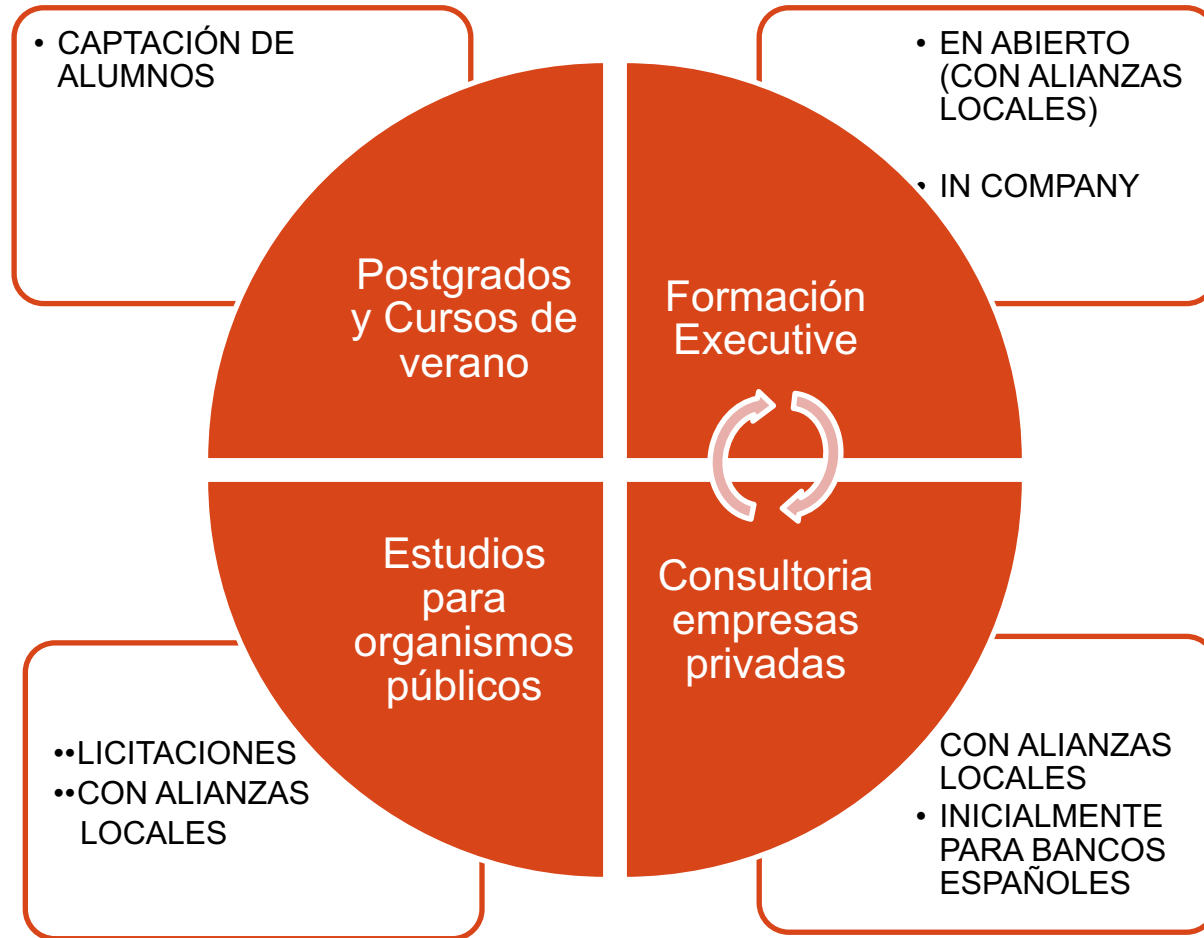 • CAPTACIÓN DE
ALUMNOS
• EN ABIERTO
(CON ALIANZAS
LOCALES)
• IN COMPANY
Postgrados
y Cursos de
verano
Formación
Executive
Estudios
para
organismos
públicos
Consultoria
empresas
privadas
••LICITACIONES
••CON ALIANZAS
LOCALES
CON ALIANZAS
LOCALES
• INICIALMENTE
PARA BANCOS
ESPAÑOLES